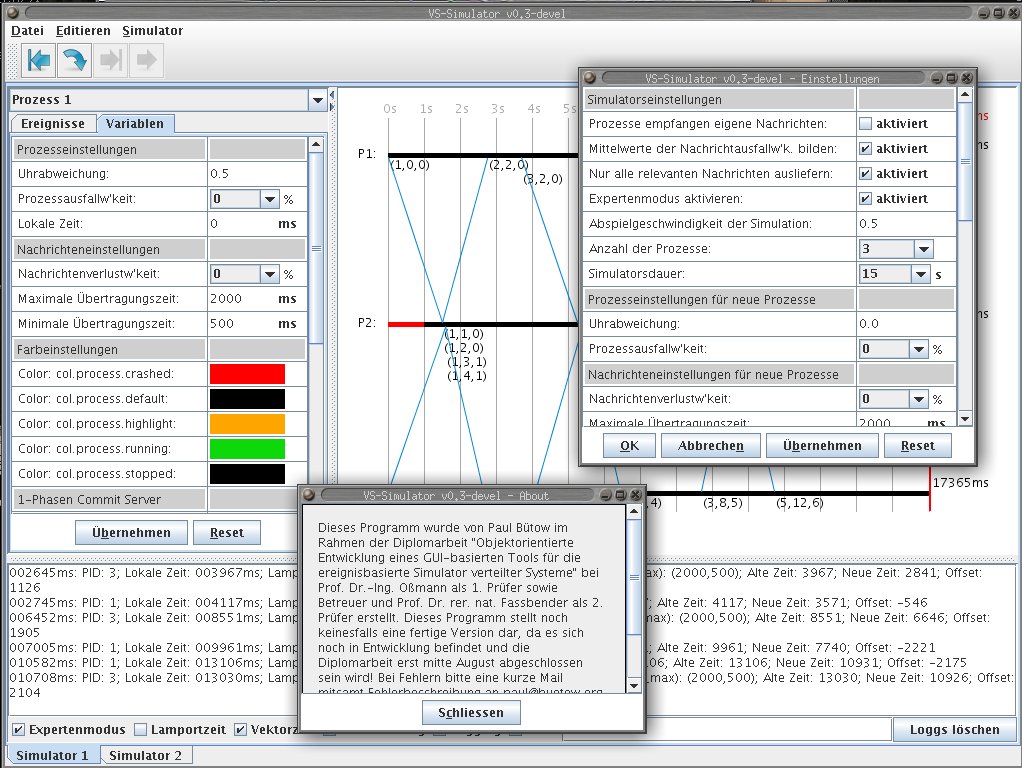 VS-Simulator v0.3-devel
Datei Editieren Simulator
Prozess 1
Ereignisse Variablen
Prozesseinstellungen
Uhrabweichung: 0.5
Prozessausfallw'keit: 0 %
Lokale Zeit: 0 ms
Nachrichteneinstellungen
Nachrichtenverlustw'keit: 0 %
Maximale Übertragungszeit: 2000 ms
Minimale Übertragungszeit: 500 ms
Farbeinstellungen
Color: col.process.crashed:
Color: col.process.default:
Color: col.process.highlight:
Color: col.process.running:
Color: col.process.stopped:
1-Phasen Commit Server
Übernehmen Reset
0s 1s 2s 3s 4s 5s
P1:
(1,0,0) (2,2,0)
(3,2,0)
P2:
(1,1,0)
(1,2,0)
(1,3,1)
(1,4,1)
17365ms
,4) (3,8,5) (5,12,6)
VS-Simulator v0.3-devel - Einstellungen
Simulatorseinstellungen
Prozesse empfangen eigene Nachrichten: aktiviert
Mittelwerte der Nachrichtausfallw'k. bilden: aktiviert
Nur alle relevanten Nachrichten ausliefern: aktiviert
Expertenmodus aktivieren: aktiviert
Abspielgeschwindigkeit der Simulation: 0.5
Anzahl der Prozesse: 3
Simulatorsdauer: 15 s
Prozesseinstellungen für neue Prozesse
Uhrabweichung: 0.0
Prozessausfallw'keit: 0 %
Nachrichteneinstellungen für neue Prozesse
Nachrichtenverlustw'keit: 0 %
Maximale Übertragungszeit: 2000 ms
OK Abbrechen Übernehmen Reset
VS-Simulator v0.3-devel - About
Dieses Programm wurde von Paul Bütow im
Rahmen der Diplomarbeit "Objektorientierte
Entwicklung eines GUI-basierten Tools für die
ereignisbasierte Simulator verteilter Systeme" bei
Prof. Dr.-Ing. Oßmann als 1. Prüfer sowie
Betreuer und Prof. Dr. rer. nat. Fassbender als 2.
Prüfer erstellt. Dieses Programm stellt noch
keinesfalls eine fertige Version dar, da es sich
noch in Entwicklung befindet und die
Diplomarbeit erst mitte August abgeschlossen
sein wird! Bei Fehlern bitte eine kurze Mail
mitsamt Fehlerbeschreibung an paul@buetow.org
Schliessen
002645ms: PID: 3; Lokale Zeit: 003967ms; Lamp ax): (2000,500); Alte Zeit: 3967; Neue Zeit: 2841; Offset:
1126
002745ms: PID: 1; Lokale Zeit: 004117ms; Lamp 7; Alte Zeit: 4117; Neue Zeit: 3571; Offset: -546
006452ms: PID: 3; Lokale Zeit: 008551ms; Lamp ax): (2000,500); Alte Zeit: 8551; Neue Zeit: 6646; Offset: -
1905
007005ms: PID: 1; Lokale Zeit: 009961ms; Lamp 1; Alte Zeit: 9961; Neue Zeit: 7740; Offset: -2221
010582ms: PID: 1; Lokale Zeit: 013106ms; Lamp 06; Alte Zeit: 13106; Neue Zeit: 10931; Offset: -2175
010708ms: PID: 3; Lokale Zeit: 013030ms; Lamp _max): (2000,500); Alte Zeit: 13030; Neue Zeit: 10926; Offset:
2104
Expertenmodus Lamportzeit Vektorz Loggs löschen
Simulator 1 Simulator 2